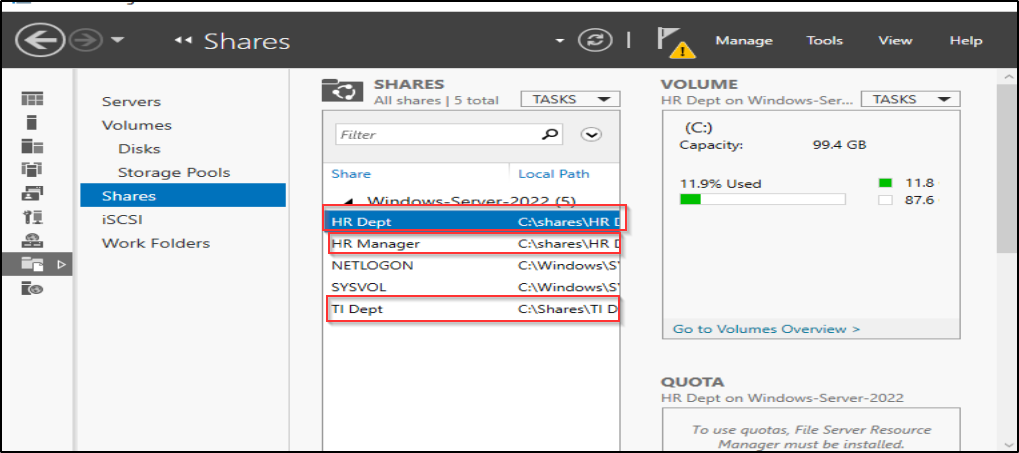 Shares
Manage Tools View Help
Servers
Volumes
Disks
Storage Pools
Shares
iSCSI
Work Folders
SHARES
All shares | 5 total
TASKS
Filter
Share Local Path
Windows-Server-2022 (5)
HR Dept C:\shares\HR D
HR Manager C:\shares\HR D
NETLOGON C:\Windows\S
SYSVOL C:\Windows\S
TI Dept C:\Shares\TI D
VOLUME
HR Dept on Windows-Ser...
TASKS
(C:)
Capacity: 99.4 GB
11.9% Used 11.8
87.6
Go to Volumes Overview >
QUOTA
HR Dept on Windows-Server-2022
To use quotas, File Server Resource
Manager must be installed.